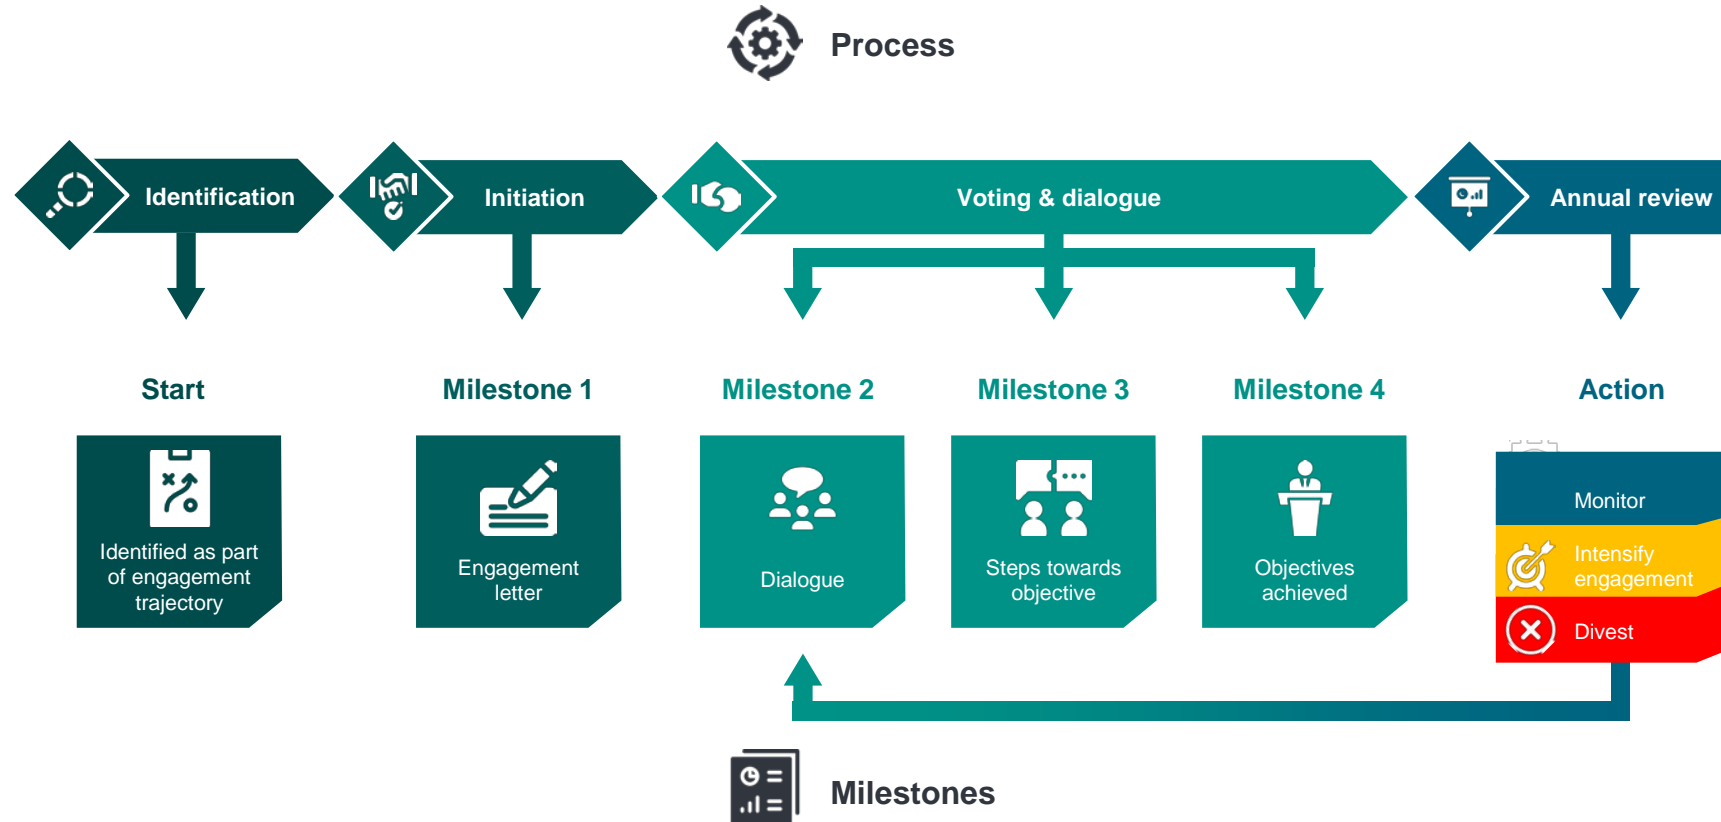 Process
Identification
Initiation
Voting & dialogue
Annual review
Start
Milestone 1
Milestone 2
Milestone 3
Milestone 4
Action
Identified as part
of engagement
trajectory
Engagement
letter
Dialogue
Steps towards
objective
Objectives
achieved
Monitor
Intensify
engagement
Divest
Milestones